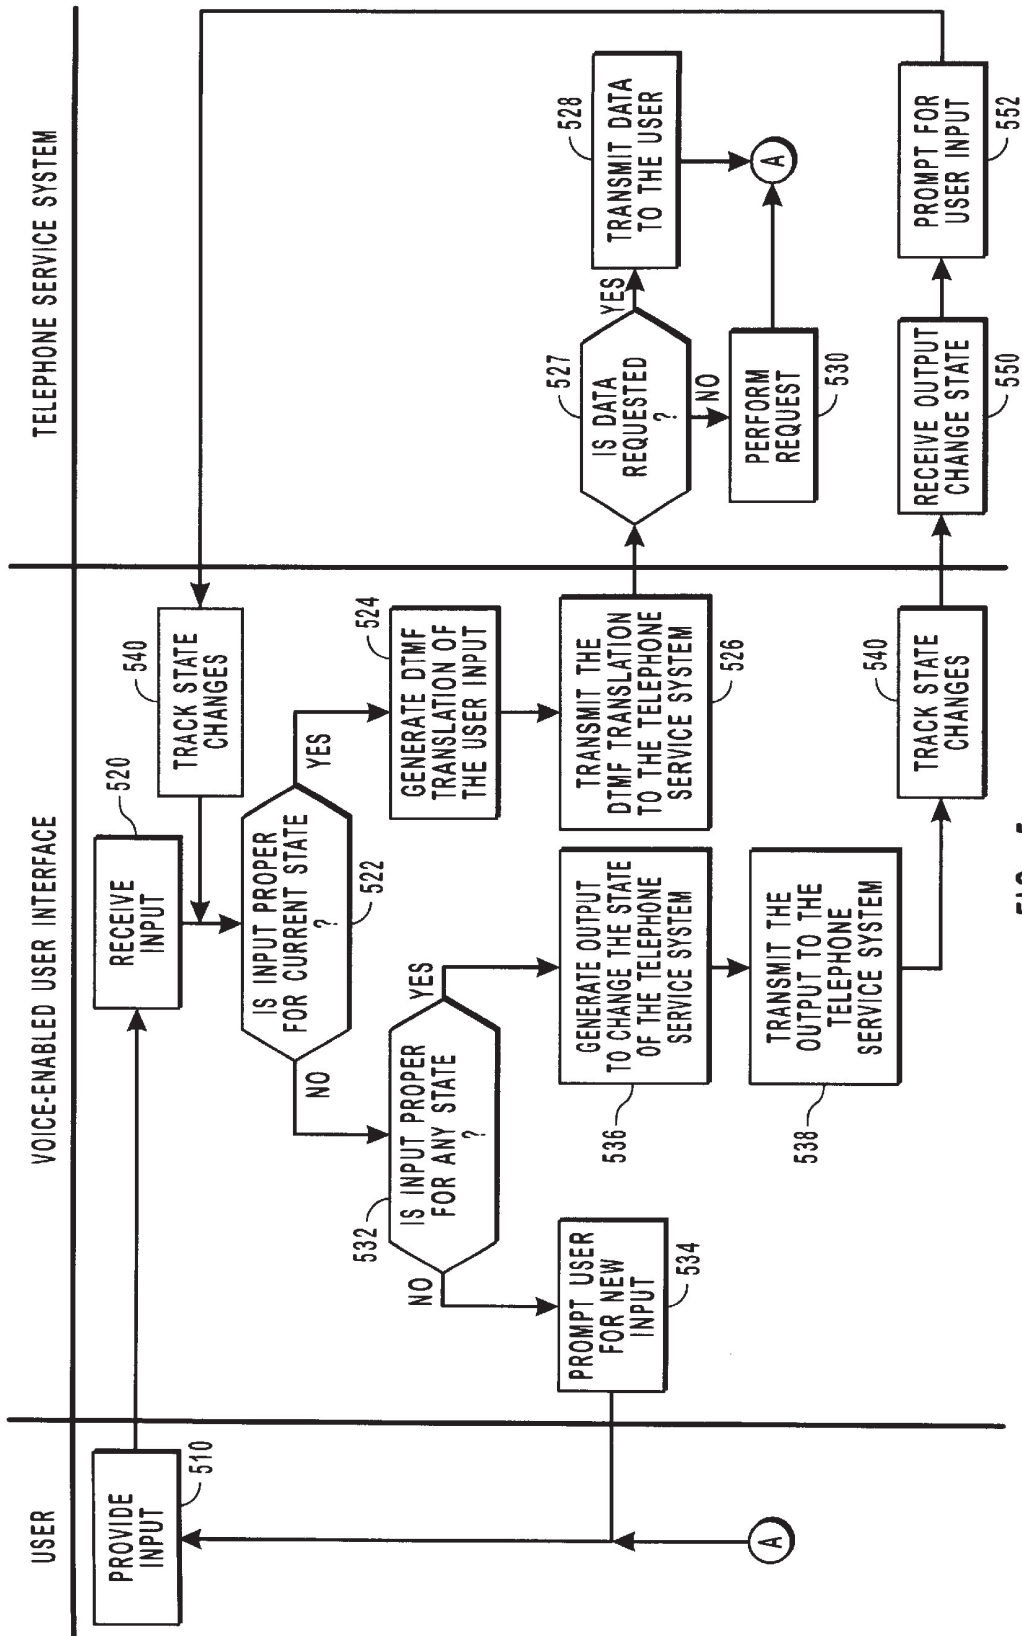 USER
VOICE-ENABLED USER INTERFACE
TELEPHONE SERVICE SYSTEM
PROVIDE
INPUT
510
RECEIVE
INPUT
520
TRACK STATE
CHANGES
540
IS INPUT PROPER
FOR CURRENT STATE
?
522
NO
YES
532
IS INPUT PROPER
FOR ANY STATE
?
NO
YES
GENERATE DTMF
TRANSLATION OF
THE USER INPUT
524
PROMPT USER
FOR NEW
INPUT
534
GENERATE OUTPUT
TO CHANGE THE STATE
OF THE TELEPHONE
SERVICE SYSTEM
536
TRANSMIT THE
DTMF TRANSLATION
TO THE TELEPHONE
SERVICE SYSTEM
526
IS DATA
REQUESTED
?
527
YES
NO
TRANSMIT DATA
TO THE USER
528
PERFORM
REQUEST
530
A
A
TRANSMIT THE
OUTPUT TO THE
TELEPHONE
SERVICE SYSTEM
538
TRACK STATE
CHANGES
540
RECEIVE OUTPUT
CHANGE STATE
550
PROMPT FOR
USER INPUT
552